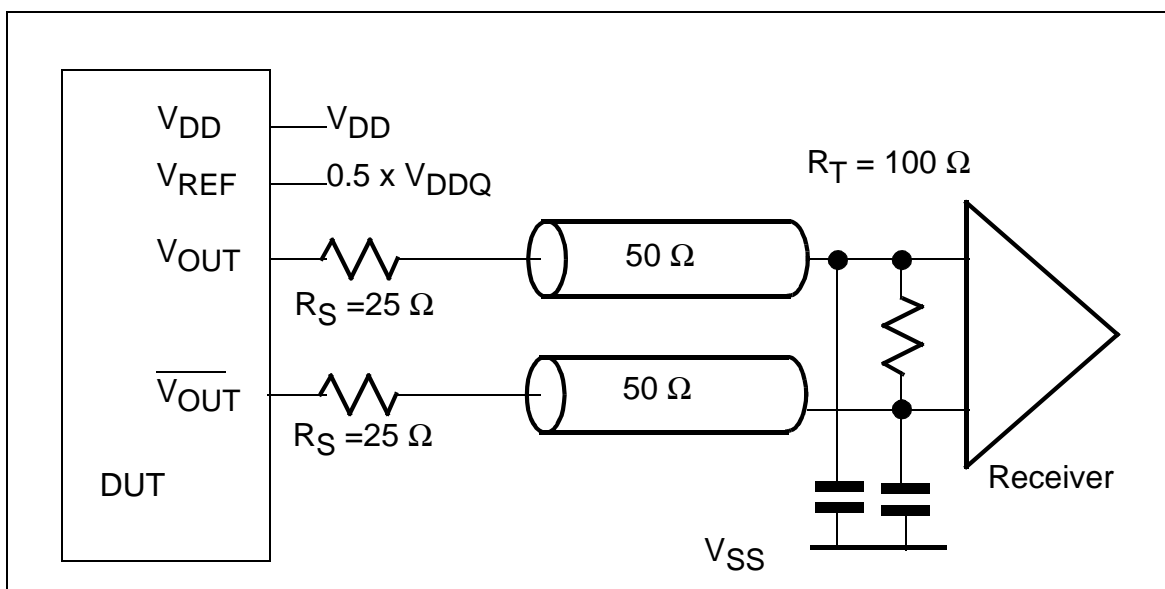 VDD
VDD
RT = 100 Ω
VREF
0.5 x VDDQ
VOUT
50 Ω
RS =25 Ω
VOUT
50 Ω
RS =25 Ω
DUT
Receiver
VSS